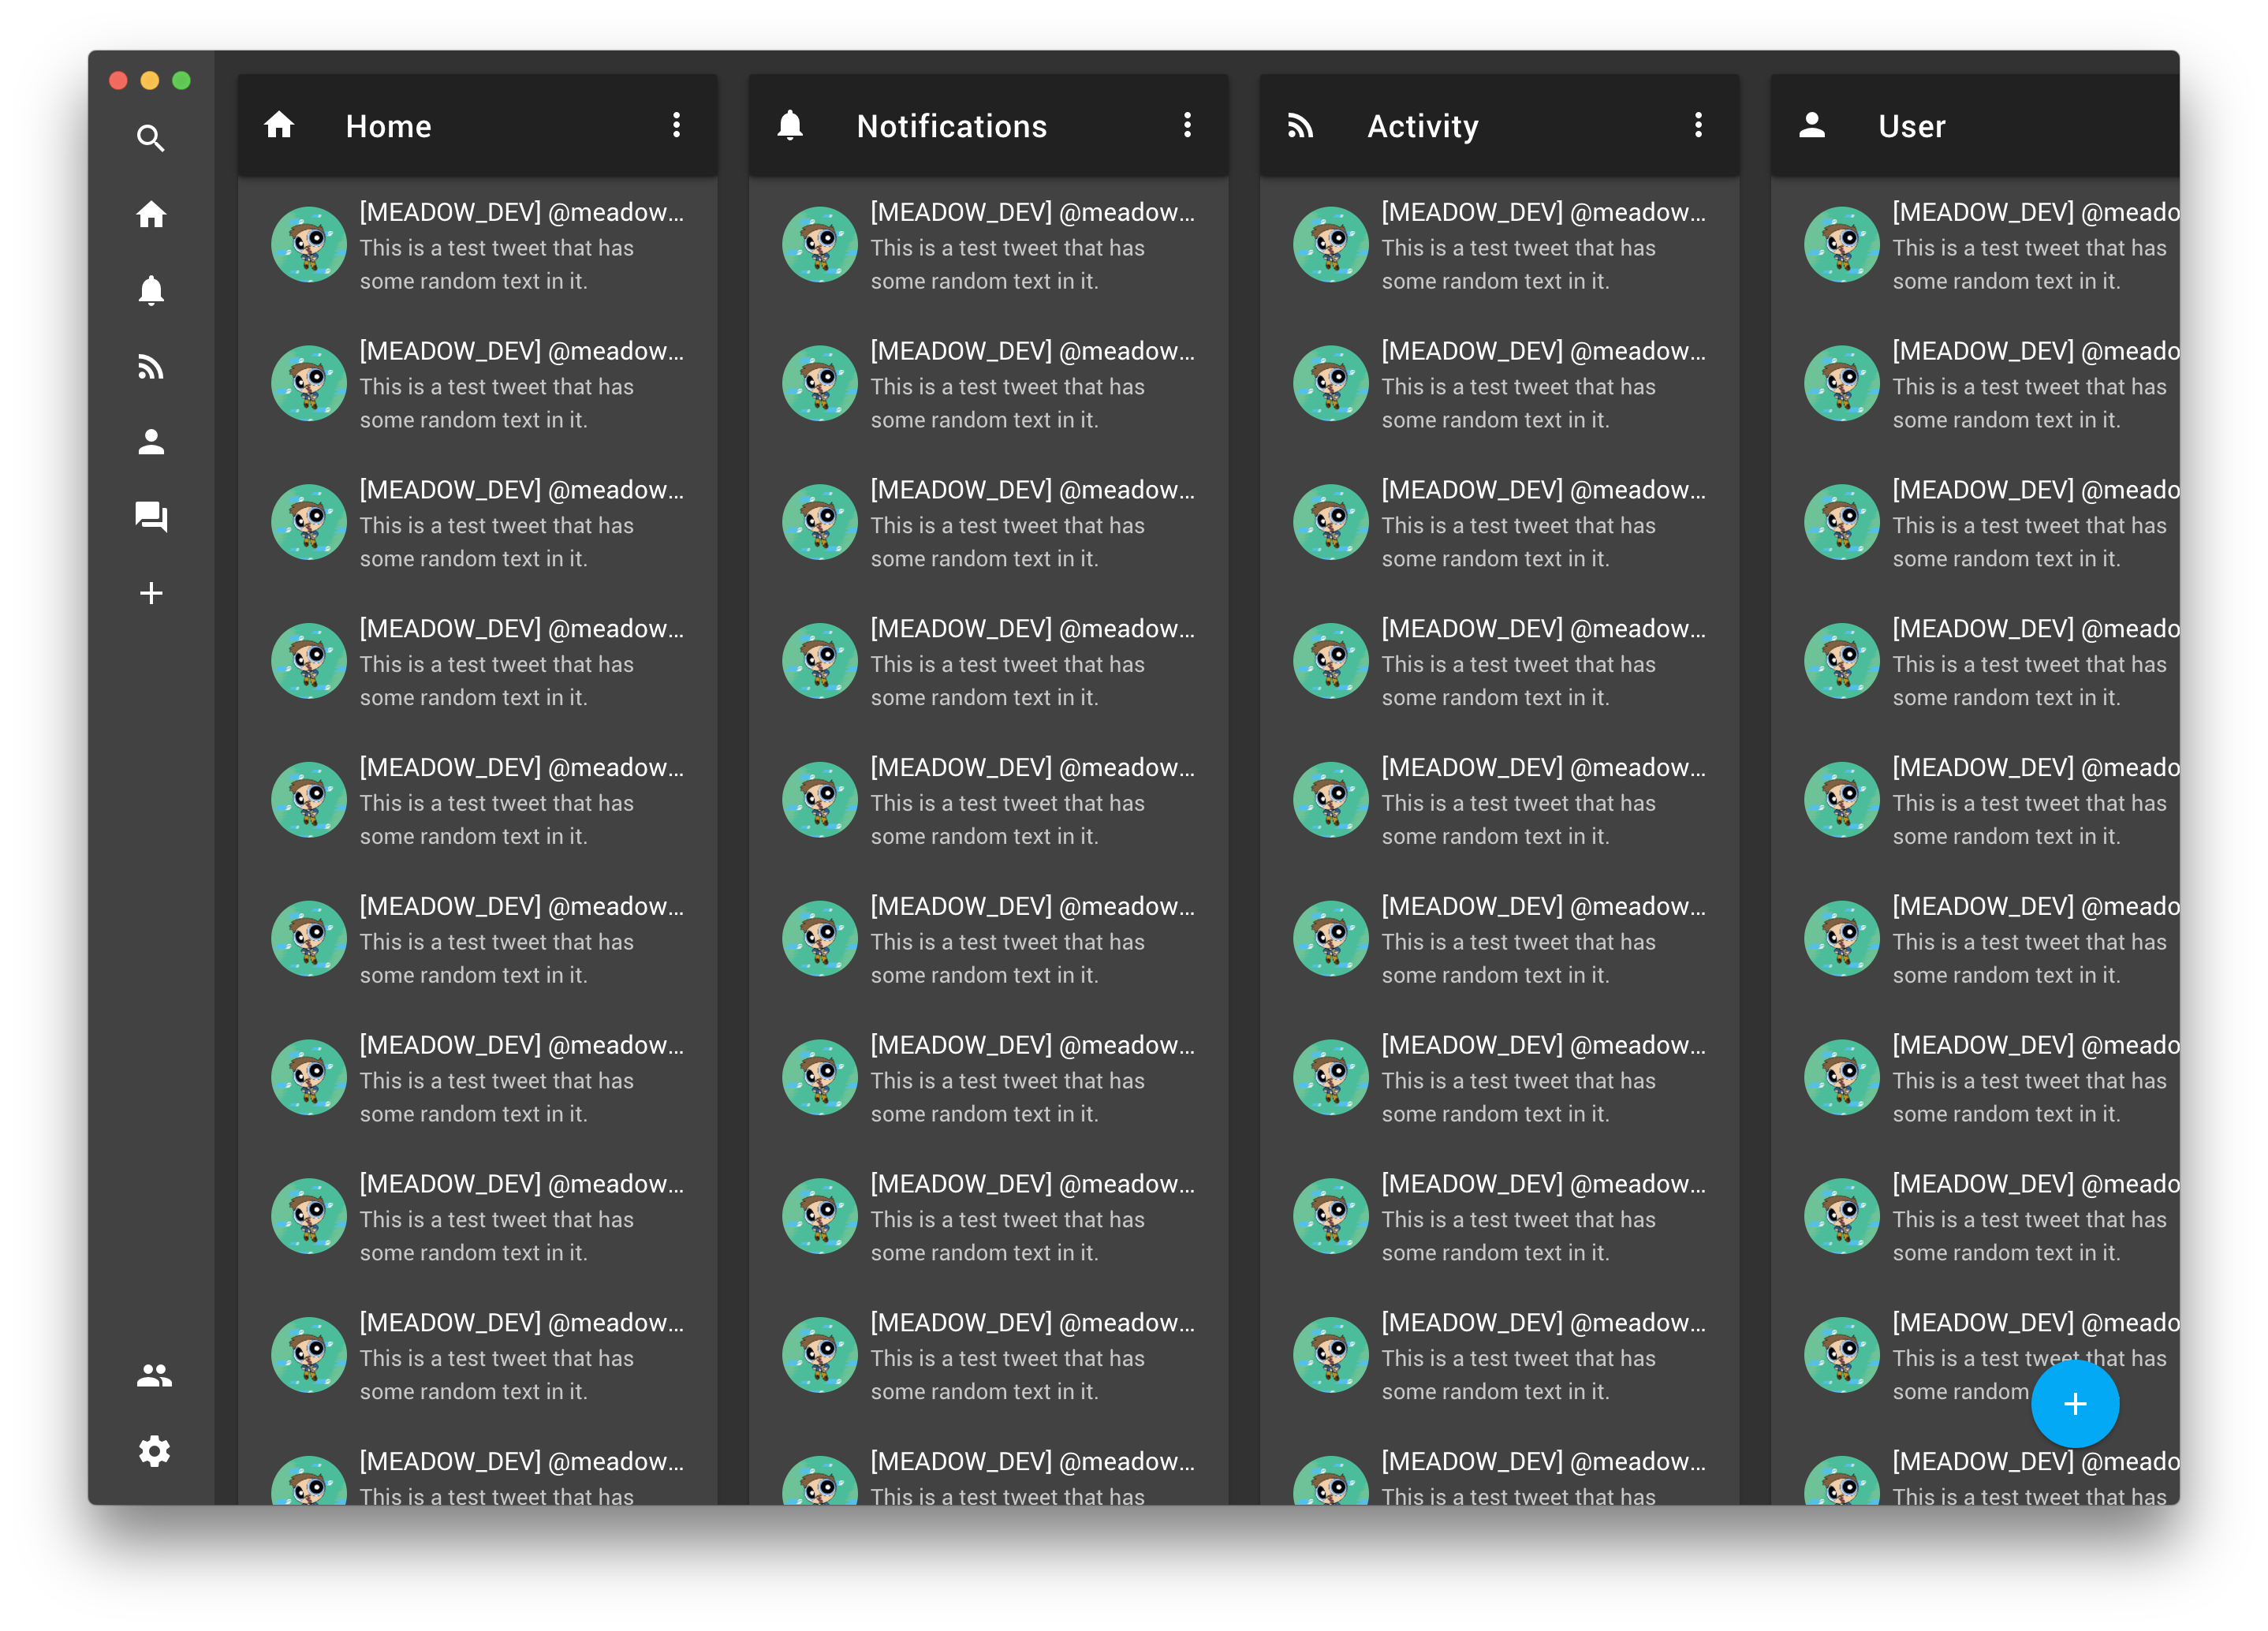 Home
[MEADOW_DEV] @meadow...
This is a test tweet that has
some random text in it.
[MEADOW_DEV] @meadow...
This is a test tweet that has
some random text in it.
[MEADOW_DEV] @meadow...
This is a test tweet that has
some random text in it.
[MEADOW_DEV] @meadow...
This is a test tweet that has
some random text in it.
[MEADOW_DEV] @meadow...
This is a test tweet that has
some random text in it.
[MEADOW_DEV] @meadow...
This is a test tweet that has
some random text in it.
[MEADOW_DEV] @meadow...
This is a test tweet that has
some random text in it.
[MEADOW_DEV] @meadow...
This is a test tweet that has
some random text in it.
[MEADOW_DEV] @meadow...
This is a test tweet that has
some random text in it.
[MEADOW_DEV] @meadow...
This is a test tweet that has
Notifications
[MEADOW_DEV] @meadow...
This is a test tweet that has
some random text in it.
[MEADOW_DEV] @meadow...
This is a test tweet that has
some random text in it.
[MEADOW_DEV] @meadow...
This is a test tweet that has
some random text in it.
[MEADOW_DEV] @meadow...
This is a test tweet that has
some random text in it.
[MEADOW_DEV] @meadow...
This is a test tweet that has
some random text in it.
[MEADOW_DEV] @meadow...
This is a test tweet that has
some random text in it.
[MEADOW_DEV] @meadow...
This is a test tweet that has
some random text in it.
[MEADOW_DEV] @meadow...
This is a test tweet that has
some random text in it.
[MEADOW_DEV] @meadow...
This is a test tweet that has
some random text in it.
[MEADOW_DEV] @meadow...
This is a test tweet that has
Activity
[MEADOW_DEV] @meadow...
This is a test tweet that has
some random text in it.
[MEADOW_DEV] @meadow...
This is a test tweet that has
some random text in it.
[MEADOW_DEV] @meadow...
This is a test tweet that has
some random text in it.
[MEADOW_DEV] @meadow...
This is a test tweet that has
some random text in it.
[MEADOW_DEV] @meadow...
This is a test tweet that has
some random text in it.
[MEADOW_DEV] @meadow...
This is a test tweet that has
some random text in it.
[MEADOW_DEV] @meadow...
This is a test tweet that has
some random text in it.
[MEADOW_DEV] @meadow...
This is a test tweet that has
some random text in it.
[MEADOW_DEV] @meadow...
This is a test tweet that has
some random text in it.
[MEADOW_DEV] @meadow...
This is a test tweet that has
User
[MEADOW_DEV] @meado
This is a test tweet that has
some random text in it.
[MEADOW_DEV] @meado
This is a test tweet that has
some random text in it.
[MEADOW_DEV] @meado
This is a test tweet that has
some random text in it.
[MEADOW_DEV] @meado
This is a test tweet that has
some random text in it.
[MEADOW_DEV] @meado
This is a test tweet that has
some random text in it.
[MEADOW_DEV] @meado
This is a test tweet that has
some random text in it.
[MEADOW_DEV] @meado
This is a test tweet that has
some random text in it.
[MEADOW_DEV] @meado
This is a test tweet that has
some random text in it.
[MEADOW_DEV] @meado
This is a test tweet that has
some random
[MEADOW_DEV] @meado
This is a test tweet that has